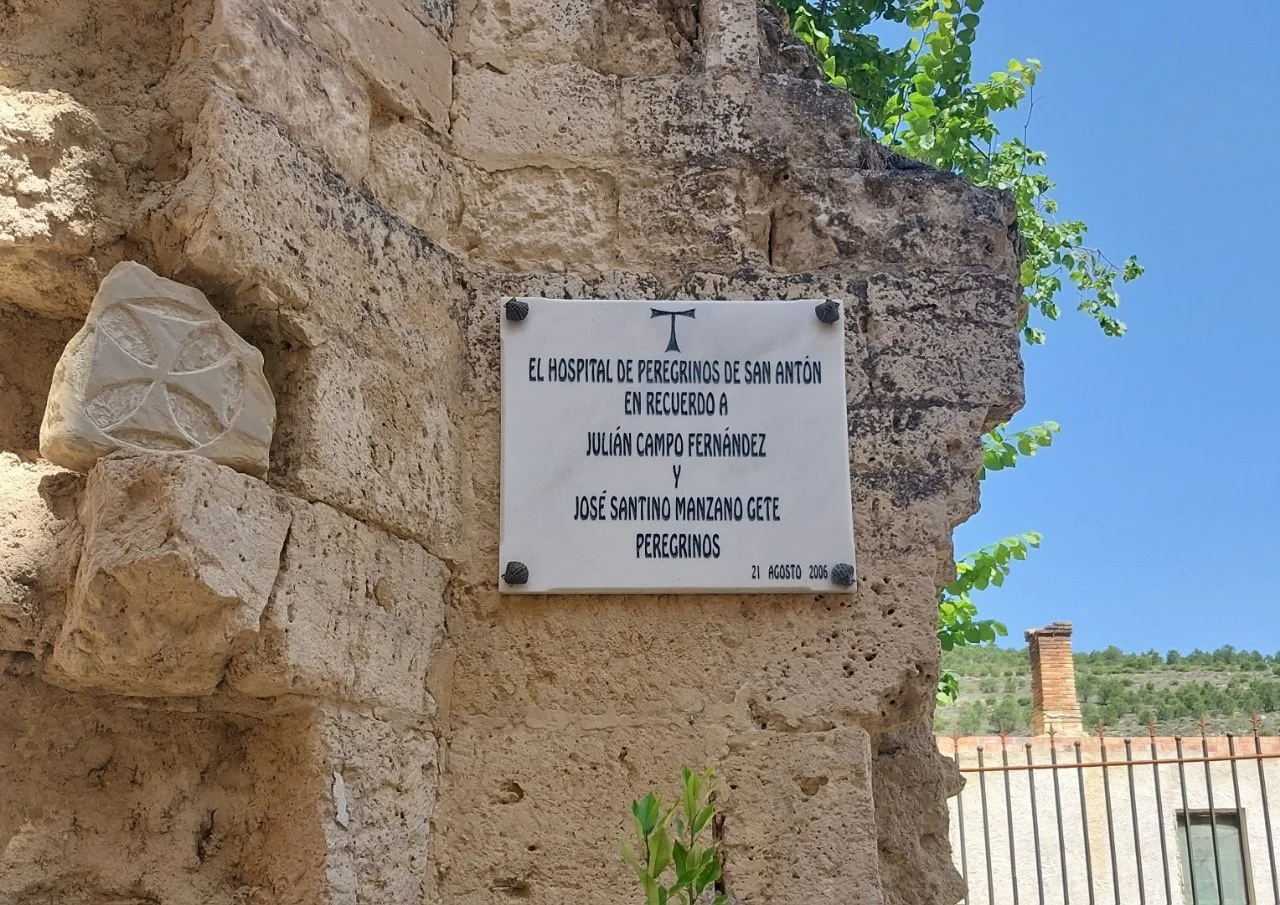 EL HOSPITAL DE PEREGRINOS DE SAN ANTÓN
EN RECUERDO A
JULIÁN CAMPO FERNÁNDEZ
Y
JOSÉ SANTINO MANZANO GETE
PEREGRINOS
21 AGOSTO 2006